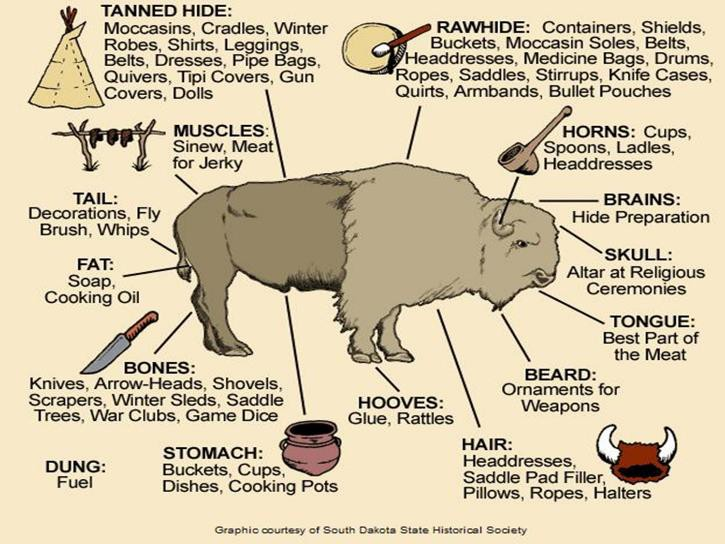 TANNED HIDE:
Moccasins, Cradles, Winter
Robes, Shirts, Leggings,
Belts, Dresses, Pipe Bags,
Quivers, Tipi Covers, Gun
Covers, Dolls
RAWHIDE: Containers, Shields,
Buckets, Moccasin Soles, Belts,
Headdresses, Medicine Bags, Drums,
Ropes, Saddles, Stirrups, Knife Cases,
Quirts, Armbands, Bullet Pouches
MUSCLES:
Sinew, Meat
for Jerky
HORNS: Cups,
Spoons, Ladles,
Headdresses
TAIL:
Decorations, Fly
Brush, Whips
BRAINS:
Hide Preparation
FAT:
Soap,
Cooking Oil
SKULL:
Altar at Religious
Ceremonies
TONGUE:
Best Part of
the Meat
BONES:
Knives, Arrow-Heads, Shovels,
Scrapers, Winter Sleds, Saddle
Trees, War Clubs, Game Dice
HOOVES:
Glue, Rattles
BEARD:
Ornaments for
Weapons
DUNG:
Fuel
STOMACH:
Buckets, Cups,
Dishes, Cooking Pots
HAIR:
Headdresses,
Saddle Pad Filler,
Pillows, Ropes, Halters
Graphic courtesy of South Dakota State Historical Society